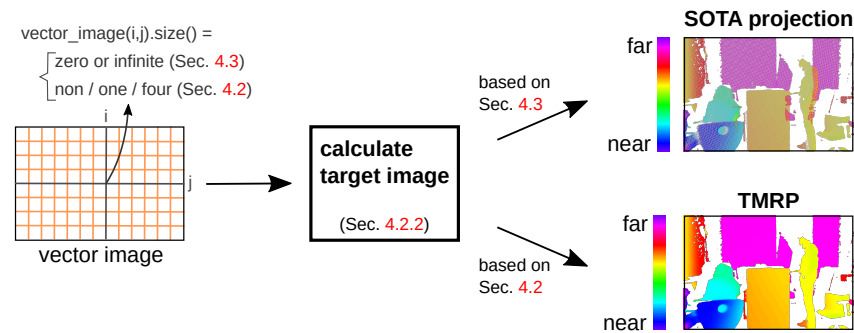 vector_image(i,j).size() =
zero or infinite (Sec. 4.3)
non / one / four (Sec. 4.2)
i
j
vector image
calculate
target image
(Sec. 4.2.2)
based on
Sec. 4.3
based on
Sec. 4.2
SOTA projection
far
near
TMRP
far
near